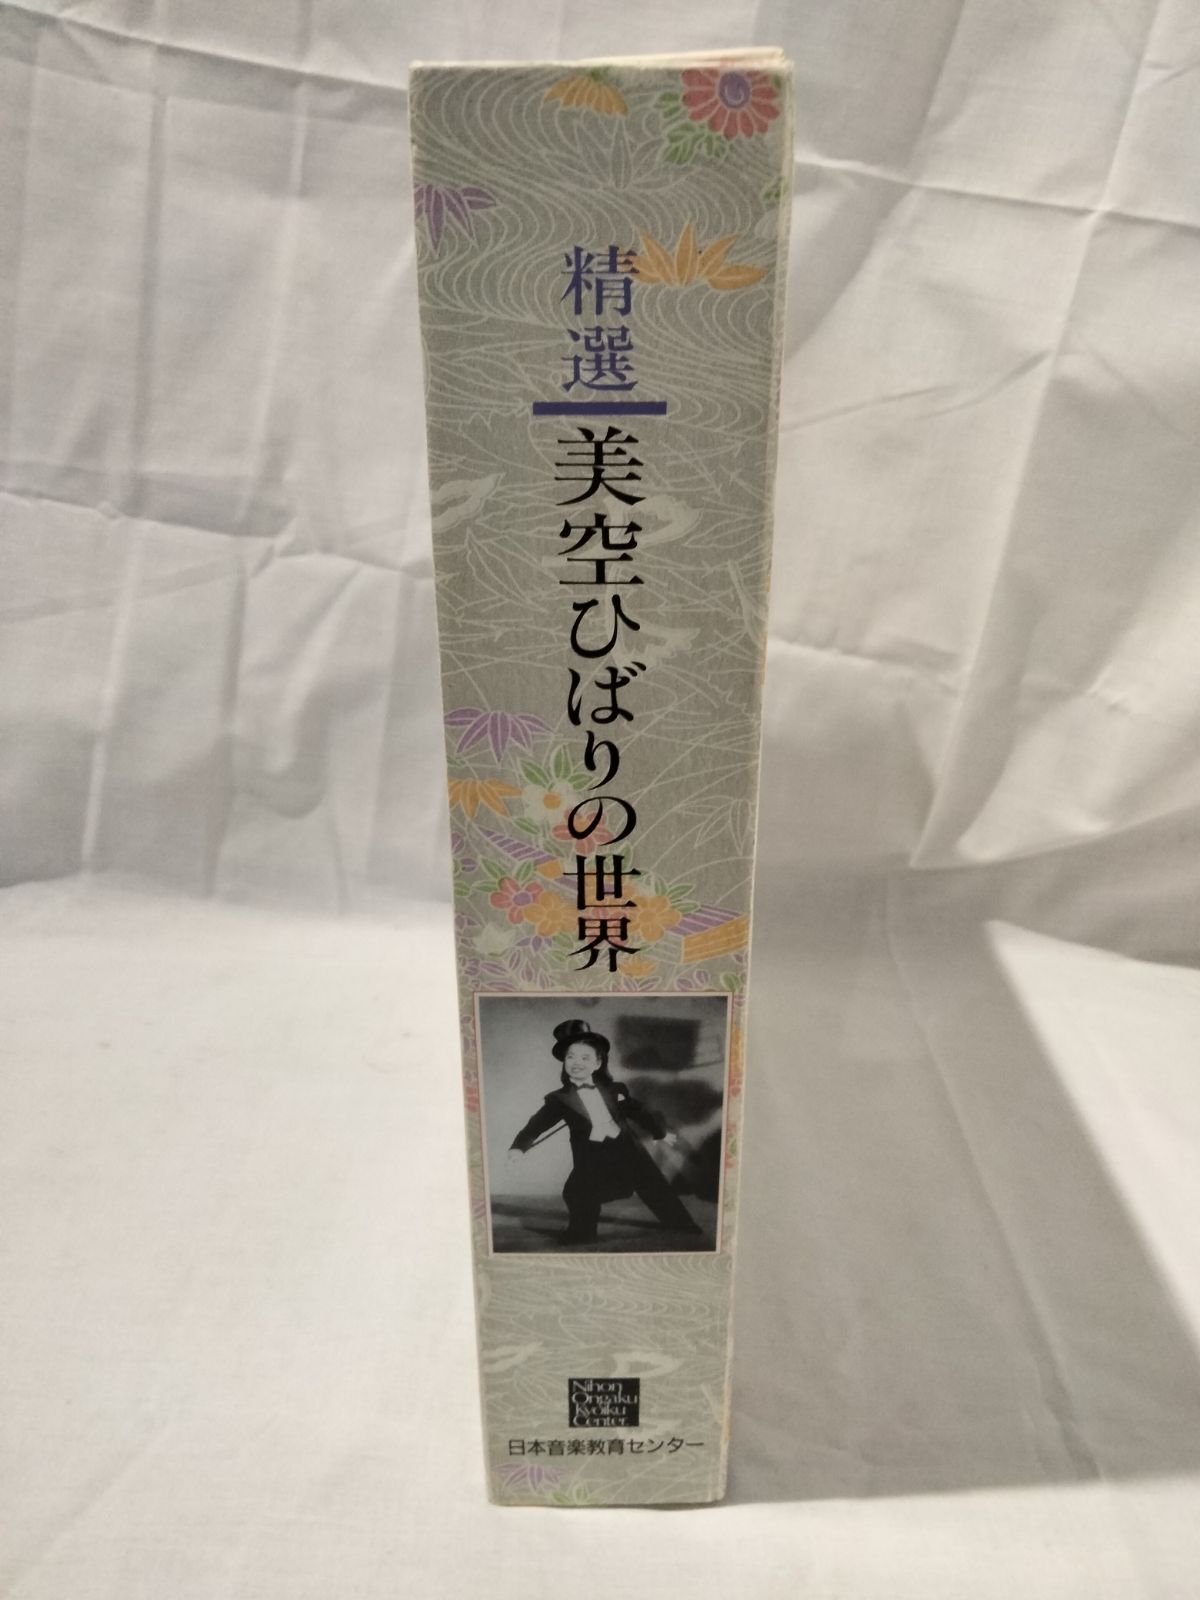 精選
美空ひばりの世界
Nihon
Ongaku
Kyōiku
Center
日本音楽教育センター